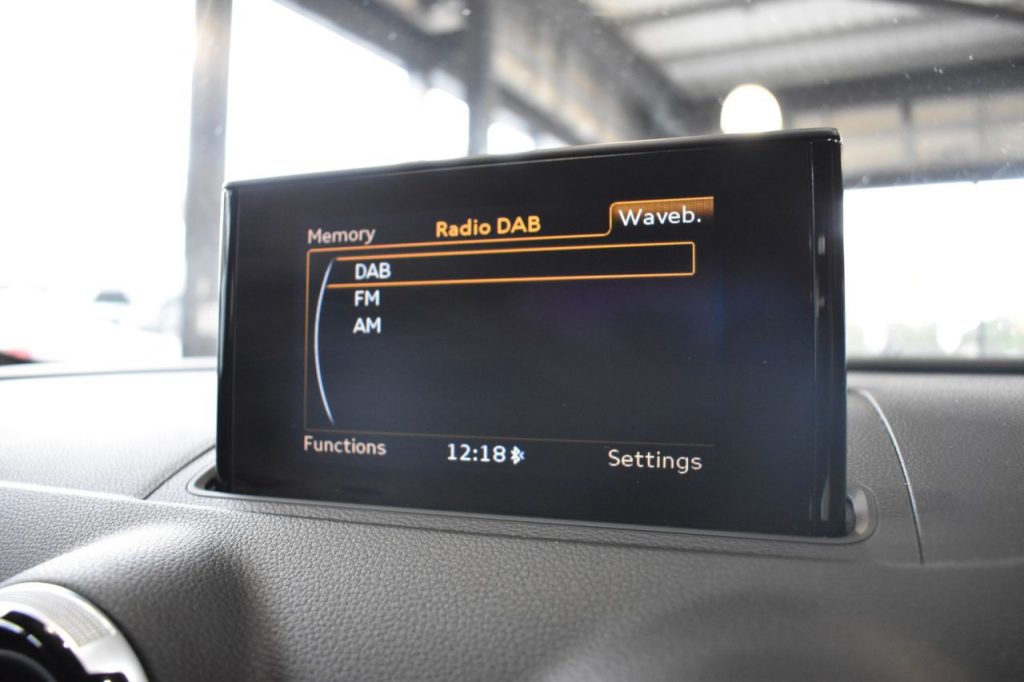 Memory
Radio DAB
Waveb.
DAB
FM
AM
Functions
12:18
Settings